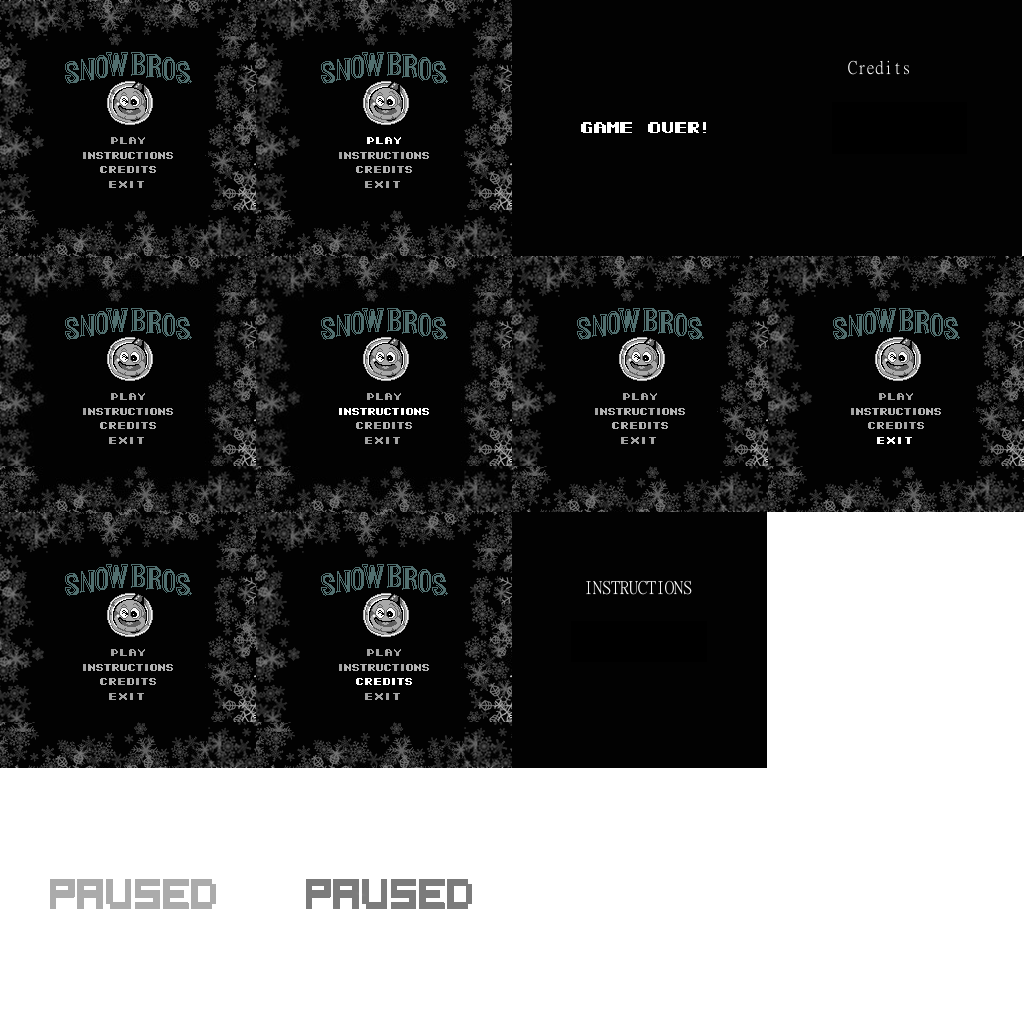 SNOW BROS.
PLAY
INSTRUCTIONS
CREDITS
EXIT
SNOW BROS.
PLAY
INSTRUCTIONS
CREDITS
EXIT
GAME OVER!
Credits
SNOW BROS.
PLAY
INSTRUCTIONS
CREDITS
EXIT
SNOW BROS.
PLAY
INSTRUCTIONS
CREDITS
EXIT
SNOW BROS.
PLAY
INSTRUCTIONS
CREDITS
EXIT
SNOW BROS.
PLAY
INSTRUCTIONS
CREDITS
EXIT
SNOW BROS.
PLAY
INSTRUCTIONS
CREDITS
EXIT
SNOW BROS.
PLAY
INSTRUCTIONS
CREDITS
EXIT
INSTRUCTIONS
PAUSED
PAUSED